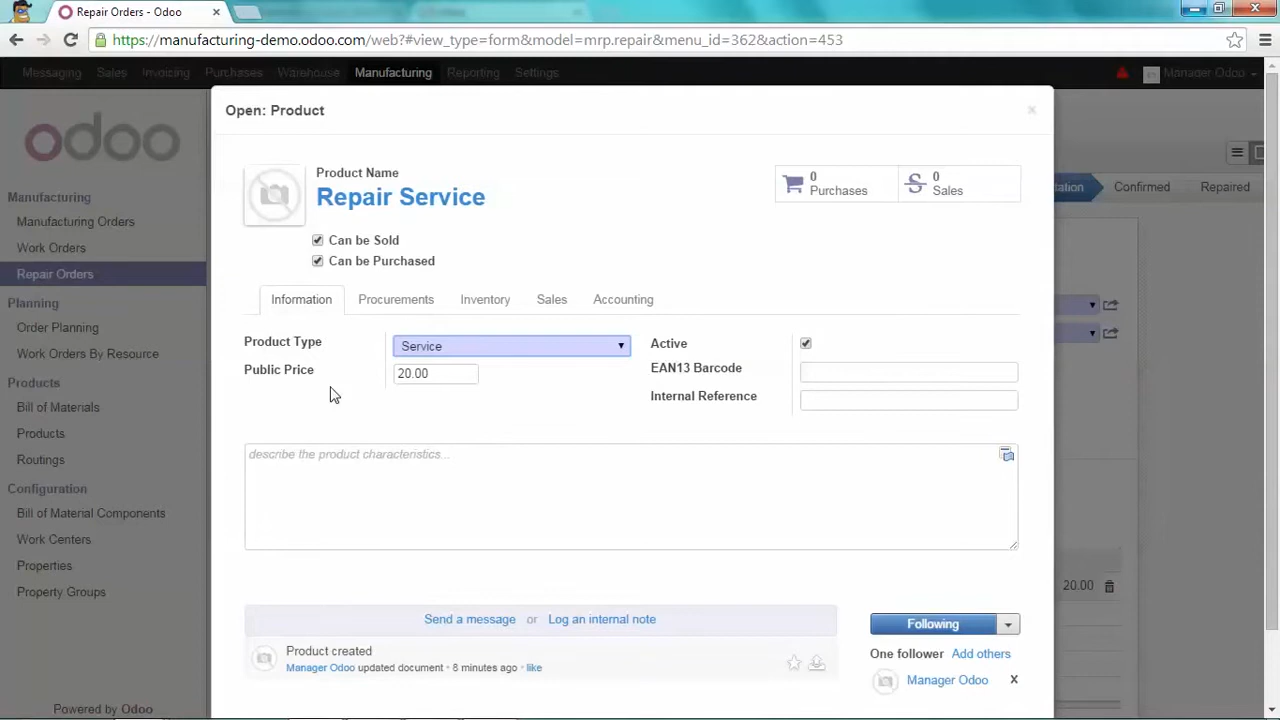 Repair Orders - Odoo
https://manufacturing-demo.odoo.com/web?#view_type=form&model=mrp.repair&menu_id=362&action=453
Messaging Sales Invoicing Purchases Warehouse Manufacturing Reporting Settings Manager Odoo
odoo
Manufacturing
Manufacturing Orders
Work Orders
Repair Orders
Planning
Order Planning
Work Orders By Resource
Products
Bill of Materials
Products
Routings
Configuration
Bill of Material Components
Work Centers
Properties
Property Groups
Powered by Odoo
Open: Product
Product Name
Repair Service
0 Purchases
0 Sales
Can be Sold
Can be Purchased
Information Procurements Inventory Sales Accounting
Product Type Service
Public Price 20.00
Active
EAN13 Barcode
Internal Reference
describe the product characteristics...
Send a message or Log an internal note
Product created
Manager Odoo updated document • 8 minutes ago • like
Following
One follower Add others
Manager Odoo X
Confirmed Repaired
20.00